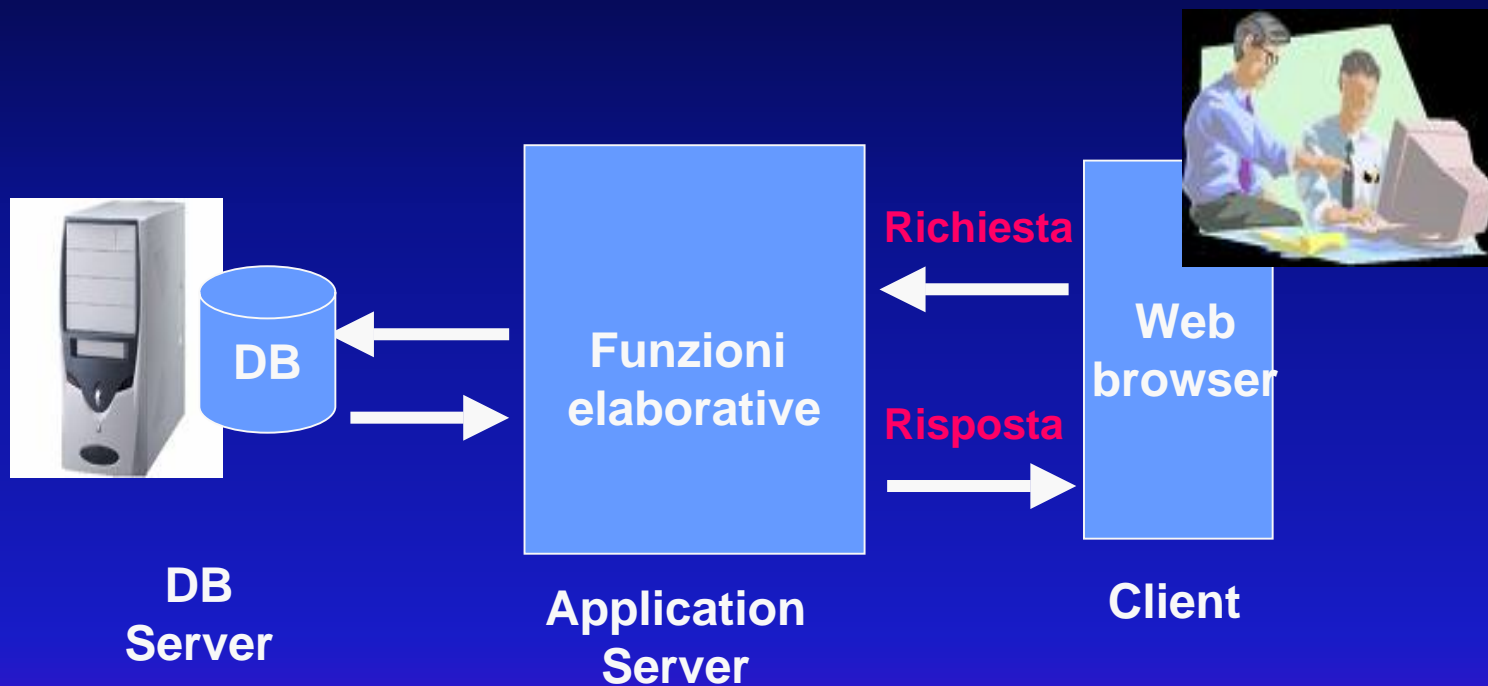 DB
Funzioni
elaborative
Richiesta
Risposta
Web
browser
DB
Server
Application
Server
Client